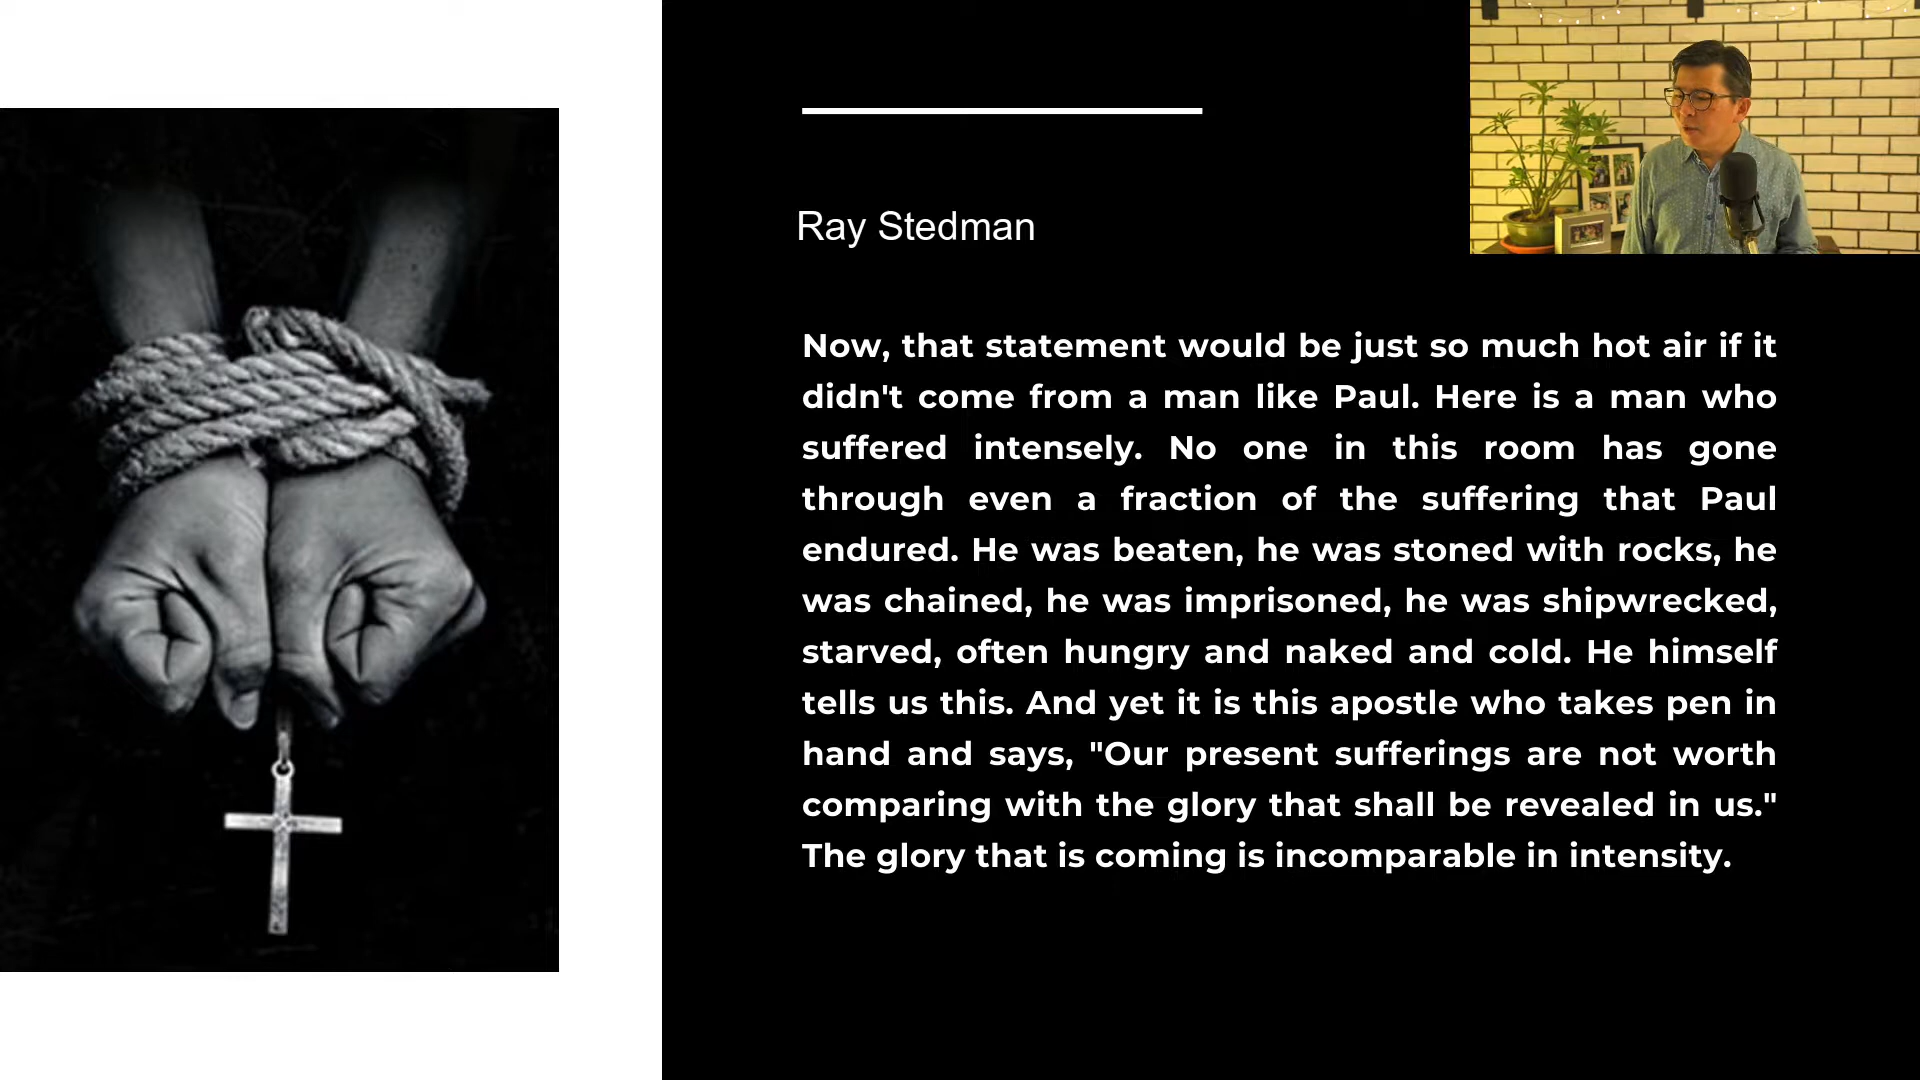 Ray Stedman
Now, that statement would be just so much hot air if it
didn't come from a man like Paul. Here is a man who
suffered intensely. No one in this room has gone
through even a fraction of the suffering that Paul
endured. He was beaten, he was stoned with rocks, he
was chained, he was imprisoned, he was shipwrecked,
starved, often hungry and naked and cold. He himself
tells us this. And yet it is this apostle who takes pen in
hand and says, "Our present sufferings are not worth
comparing with the glory that shall be revealed in us."
The glory that is coming is incomparable in intensity.